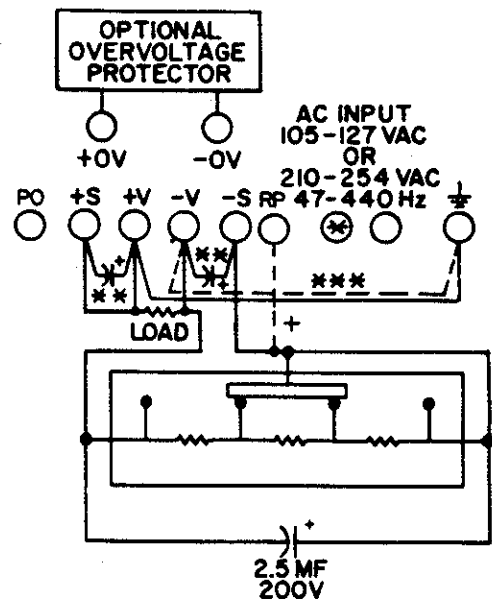 OPTIONAL
OVERVOLTAGE
PROTECTOR
+OV
-OV
AC INPUT
105-127 VAC
OR
210-254 VAC
47-440 Hz
PO
+S
+V
-V
-S
RP
*
+
**
**
+
***
LOAD
+
+
2.5 MF
200V